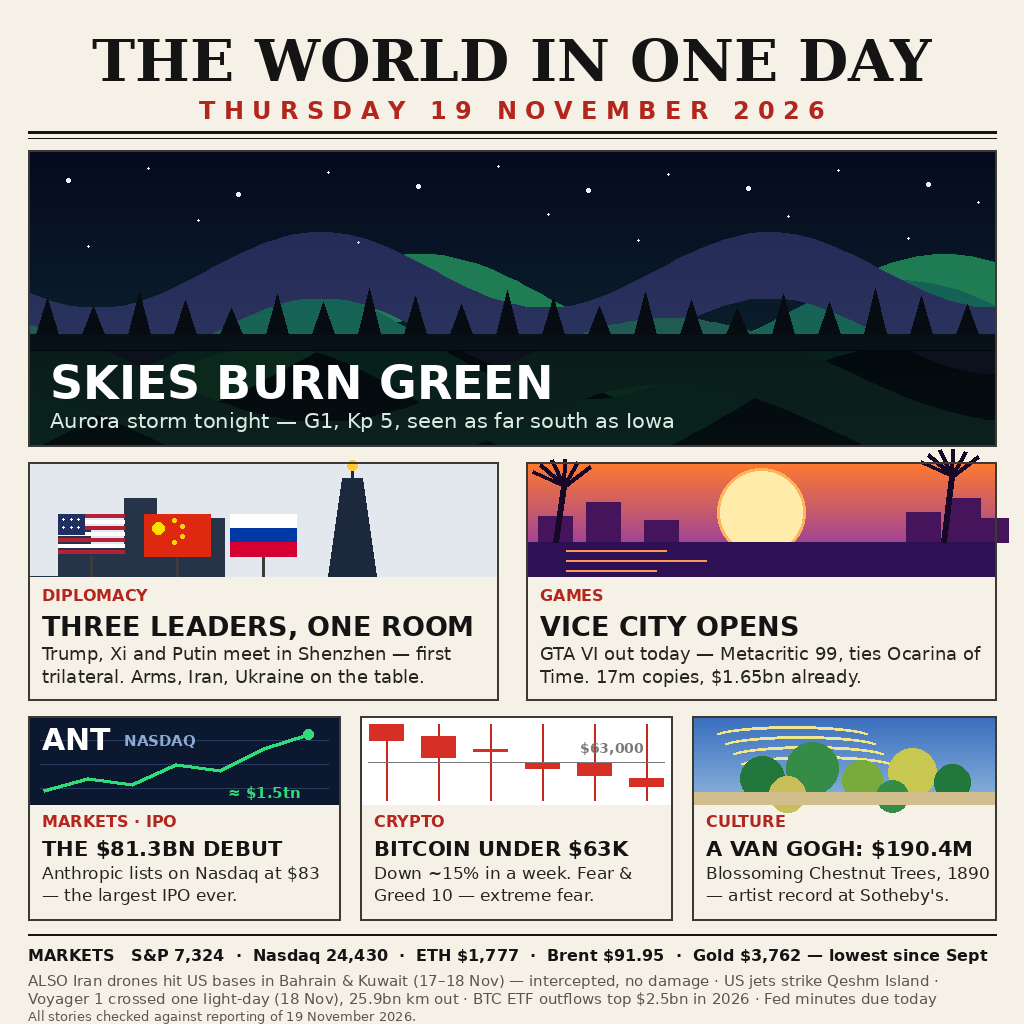 THE WORLD IN ONE DAY
THURSDAY 19 NOVEMBER 2026
SKIES BURN GREEN
Aurora storm tonight — G1, Kp 5, seen as far south as Iowa
DIPLOMACY
THREE LEADERS, ONE ROOM
Trump, Xi and Putin meet in Shenzhen — first
trilateral. Arms, Iran, Ukraine on the table.
GAMES
VICE CITY OPENS
GTA VI out today — Metacritic 99, ties Ocarina of
Time. 17m copies, $1.65bn already.
ANT NASDAQ
≈ $1.5tn
MARKETS · IPO
THE $81.3BN DEBUT
Anthropic lists on Nasdaq at $83
— the largest IPO ever.
$63,000
CRYPTO
BITCOIN UNDER $63K
Down ~15% in a week. Fear &
Greed 10 — extreme fear.
CULTURE
A VAN GOGH: $190.4M
Blossoming Chestnut Trees, 1890
— artist record at Sotheby's.
MARKETS S&P 7,324 · Nasdaq 24,430 · ETH $1,777 · Brent $91.95 · Gold $3,762 — lowest since Sept
ALSO Iran drones hit US bases in Bahrain & Kuwait (17–18 Nov) — intercepted, no damage · US jets strike Qeshm Island ·
Voyager 1 crossed one light-day (18 Nov), 25.9bn km out · BTC ETF outflows top $2.5bn in 2026 · Fed minutes due today
All stories checked against reporting of 19 November 2026.